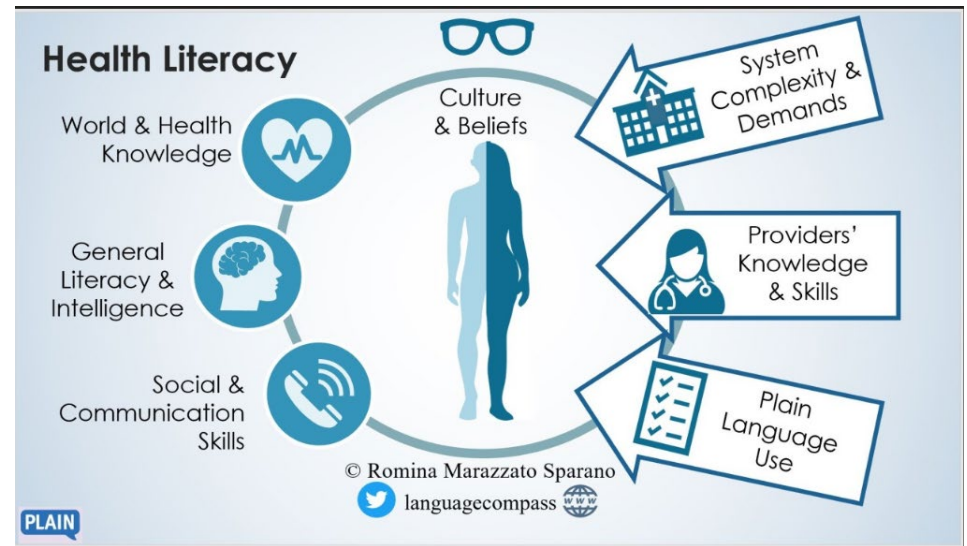 Health Literacy
World & Health
Knowledge
General
Literacy &
Intelligence
Social &
Communication
Skills
Culture
& Beliefs
System
Complexity &
Demands
Providers’
Knowledge
& Skills
Plain
Language
Use
© Romina Marazzato Sparano
languagecompass www
PLAIN